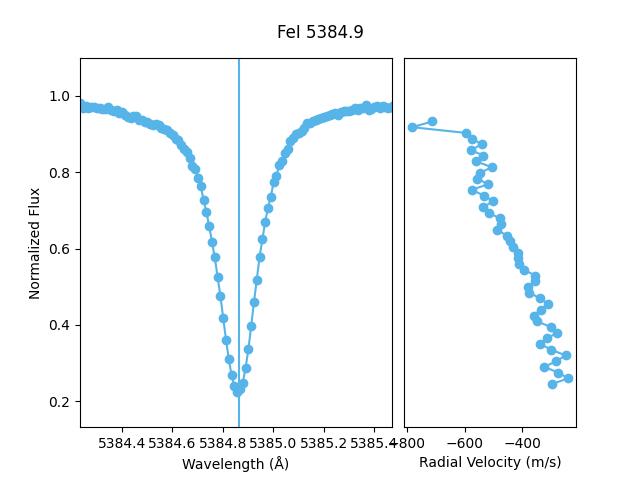 FeI 5384.9
Normalized Flux
1.0
0.8
0.6
0.4
0.2
5384.4 5384.6 5384.8 5385.0 5385.2 5385.4
Wavelength (Å)
−800 −600 −400
Radial Velocity (m/s)